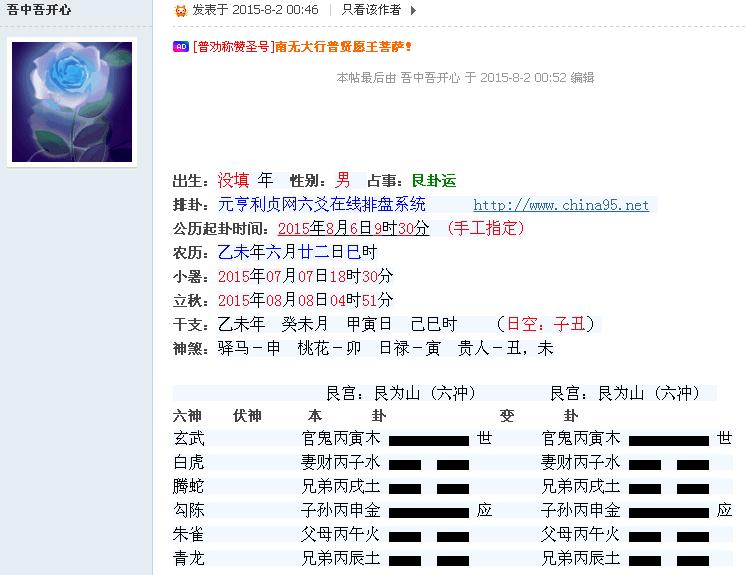 吾中吾开心
发表于 2015-8-2 00:46 | 只看该作者
AD [普劝称赞圣号]南无大行普贤愿王菩萨!
本帖最后由 吾中吾开心 于 2015-8-2 00:52 编辑
出生: 没填 年 性别: 男 占事: 艮卦运
排卦: 元亨利贞网六爻在线排盘系统 http://www.china95.net
公历起卦时间: 2015年8月6日9时30分 (手工指定)
农历: 乙未年六月廿二日巳时
小暑: 2015年07月07日18时30分
立秋: 2015年08月08日04时51分
干支: 乙未年 癸未月 甲寅日 己巳时 (日空: 子丑)
神煞: 驿马-申 桃花-卯 日禄-寅 贵人-丑, 未
艮宫: 艮为山 (六冲) 艮宫: 艮为山 (六冲)
六神 伏神 本 卦 变 卦
玄武 官鬼丙寅木 世 官鬼丙寅木 世
白虎 妻财丙子水 妻财丙子水
腾蛇 兄弟丙戌土 兄弟丙戌土
勾陈 子孙丙申金 应 子孙丙申金 应
朱雀 父母丙午火 父母丙午火
青龙 兄弟丙辰土 兄弟丙辰土